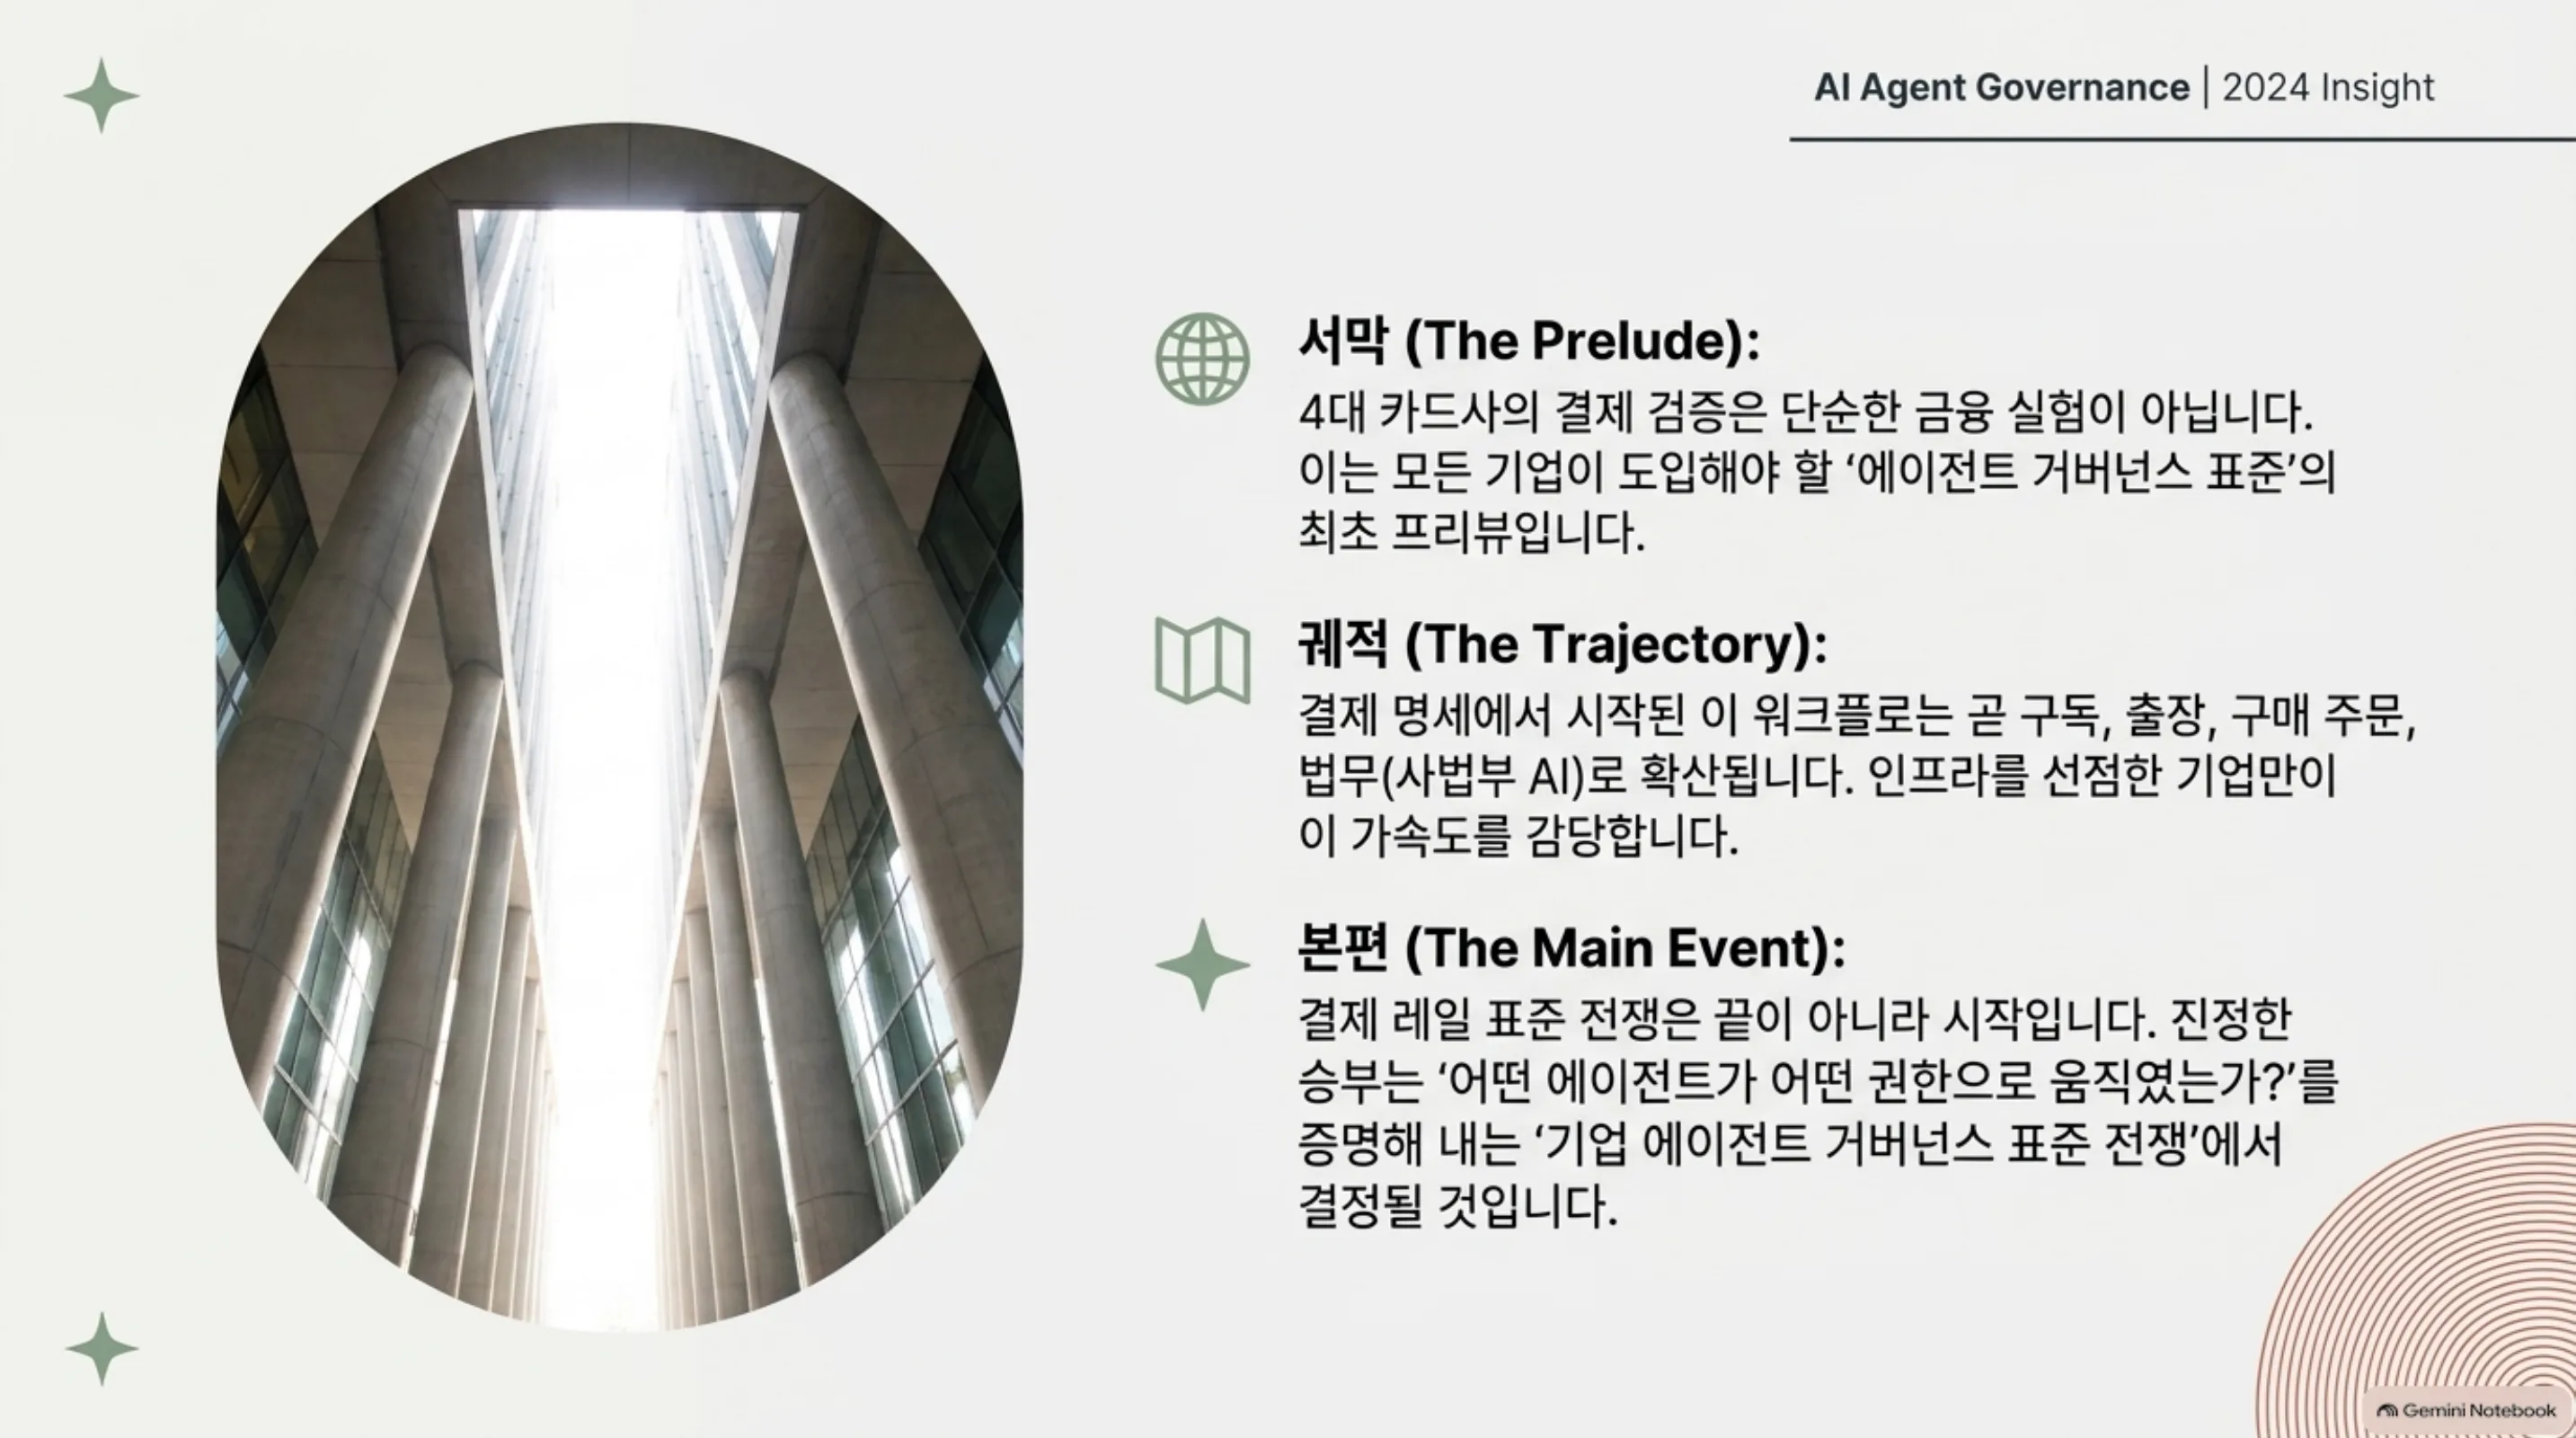 AI Agent Governance | 2024 Insight
서막 (The Prelude):
4대 카드사의 결제 검증은 단순한 금융 실험이 아닙니다.
이는 모든 기업이 도입해야 할 ‘에이전트 거버넌스 표준’의
최초 프리뷰입니다.
궤적 (The Trajectory):
결제 명세에서 시작된 이 워크플로는 곧 구독, 출장, 구매 주문,
법무(사법부 AI)로 확산됩니다. 인프라를 선점한 기업만이
이 가속도를 감당합니다.
본편 (The Main Event):
결제 레일 표준 전쟁은 끝이 아니라 시작입니다. 진정한
승부는 ‘어떤 에이전트가 어떤 권한으로 움직였는가?’를
증명해 내는 ‘기업 에이전트 거버넌스 표준 전쟁’에서
결정될 것입니다.
Gemini Notebook